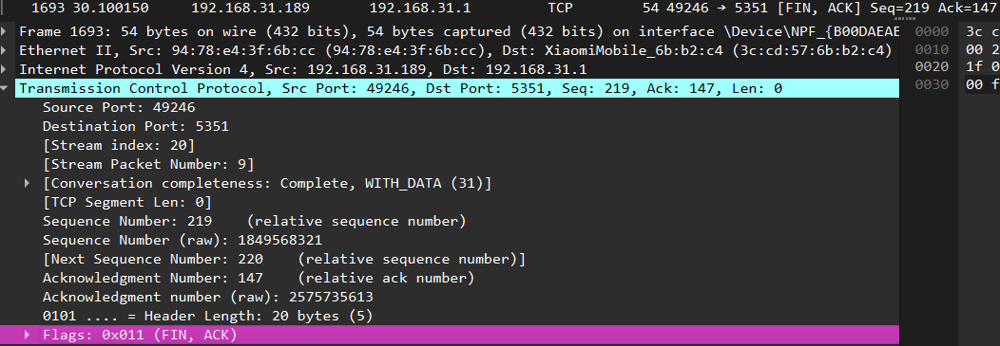 1693 30.100150 192.168.31.189 192.168.31.1 TCP 54 49246 → 5351 [FIN, ACK] Seq=219 Ack=147
Frame 1693: 54 bytes on wire (432 bits), 54 bytes captured (432 bits) on interface \Device\NPF_{B00DAEAE
0000 3c c
Ethernet II, Src: 94:78:e4:3f:6b:cc (94:78:e4:3f:6b:cc), Dst: XiaomiMobile_6b:b2:c4 (3c:cd:57:6b:b2:c4)
0010 00 2
Internet Protocol Version 4, Src: 192.168.31.189, Dst: 192.168.31.1
0020 1f 0
Transmission Control Protocol, Src Port: 49246, Dst Port: 5351, Seq: 219, Ack: 147, Len: 0
0030 00 f
Source Port: 49246
Destination Port: 5351
[Stream index: 20]
[Stream Packet Number: 9]
[Conversation completeness: Complete, WITH_DATA (31)]
[TCP Segment Len: 0]
Sequence Number: 219 (relative sequence number)
Sequence Number (raw): 1849568321
[Next Sequence Number: 220 (relative sequence number)]
Acknowledgment Number: 147 (relative ack number)
Acknowledgment number (raw): 2575735613
0101 .... = Header Length: 20 bytes (5)
Flags: 0x011 (FIN, ACK)